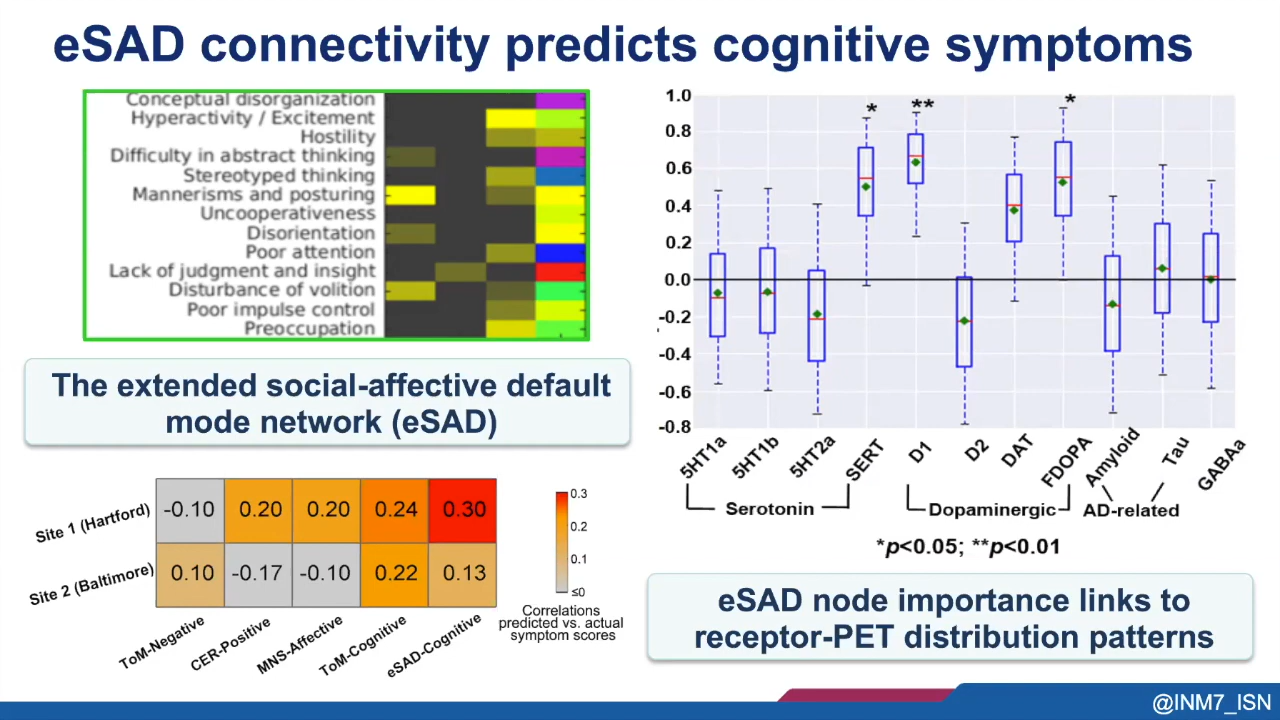 eSAD connectivity predicts cognitive symptoms
Conceptual disorganization
Hyperactivity / Excitement
Hostility
Difficulty in abstract thinking
Stereotyped thinking
Mannerisms and posturing
Uncooperativeness
Disorientation
Poor attention
Lack of judgment and insight
Disturbance of volition
Poor impulse control
Preoccupation
The extended social-affective default
mode network (eSAD)
Site 1 (Hartford)
-0.10 0.20 0.20 0.24 0.30
Site 2 (Baltimore)
0.10 -0.17 -0.10 0.22 0.13
ToM-Negative
CER-Positive
MNS-Affective
ToM-Cognitive
eSAD-Cognitive
0.3
0.2
0.1
≤0
Correlations
predicted vs. actual
symptom scores
1.0
0.8
0.6
0.4
0.2
0.0
-0.2
-0.4
-0.6
-0.8
* ** *
5HT1a
5HT1b
5HT2a
SERT
D1
D2
DAT
FDOPA
Amyloid
Tau
GABAa
Serotonin
Dopaminergic
AD-related
*p<0.05; **p<0.01
eSAD node importance links to
receptor-PET distribution patterns
@INM7_ISN